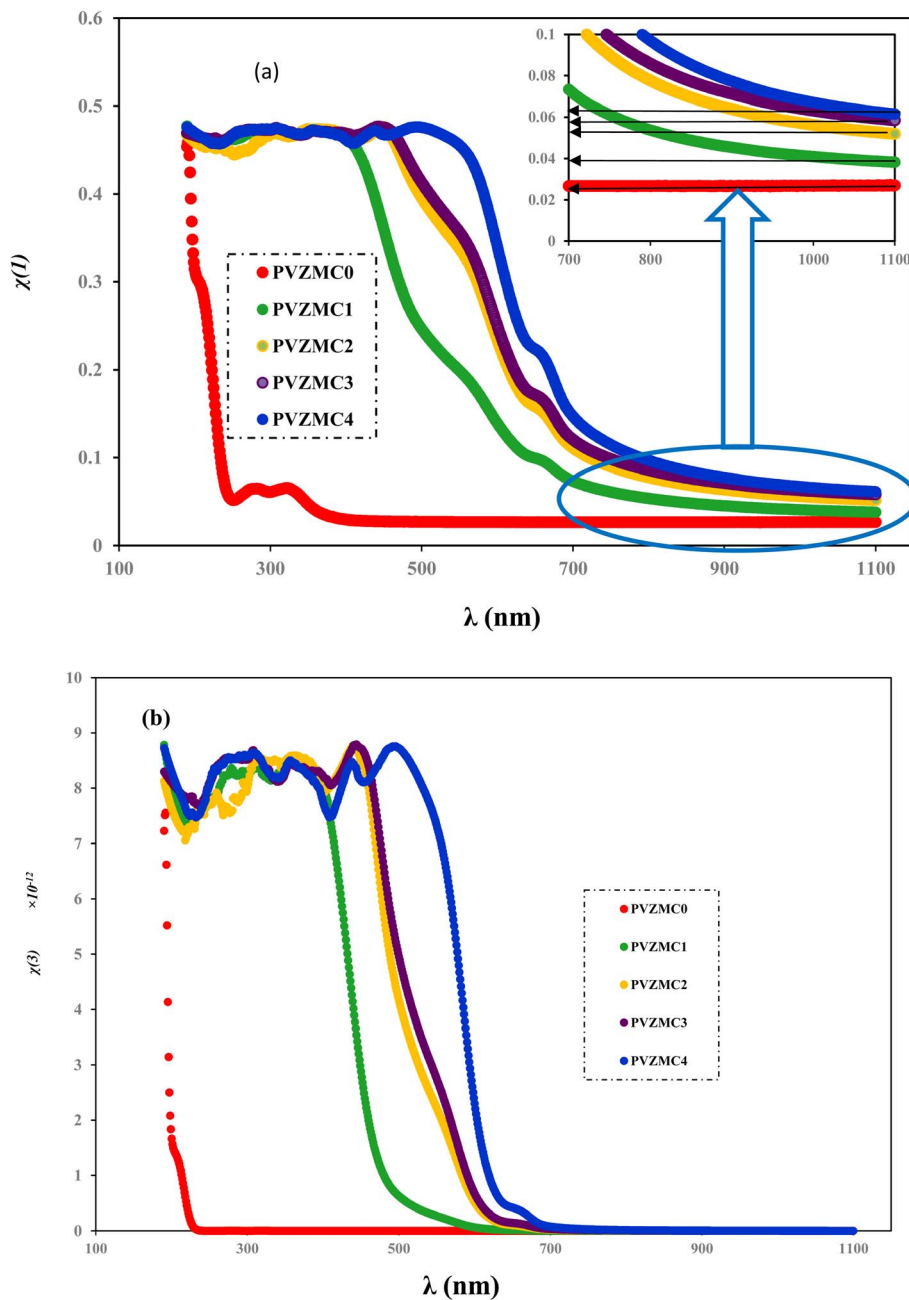 (a)
χ(1)
0.6
0.5
0.4
0.3
0.2
0.1
0
100
300
500
700
900
1100
λ (nm)
PVZMC0
PVZMC1
PVZMC2
PVZMC3
PVZMC4
0.1
0.08
0.06
0.04
0.02
0
700
800
900
1000
1100
(b)
χ(3) ×10⁻¹²
10
9
8
7
6
5
4
3
2
1
0
100
300
500
700
900
1100
λ (nm)
PVZMC0
PVZMC1
PVZMC2
PVZMC3
PVZMC4